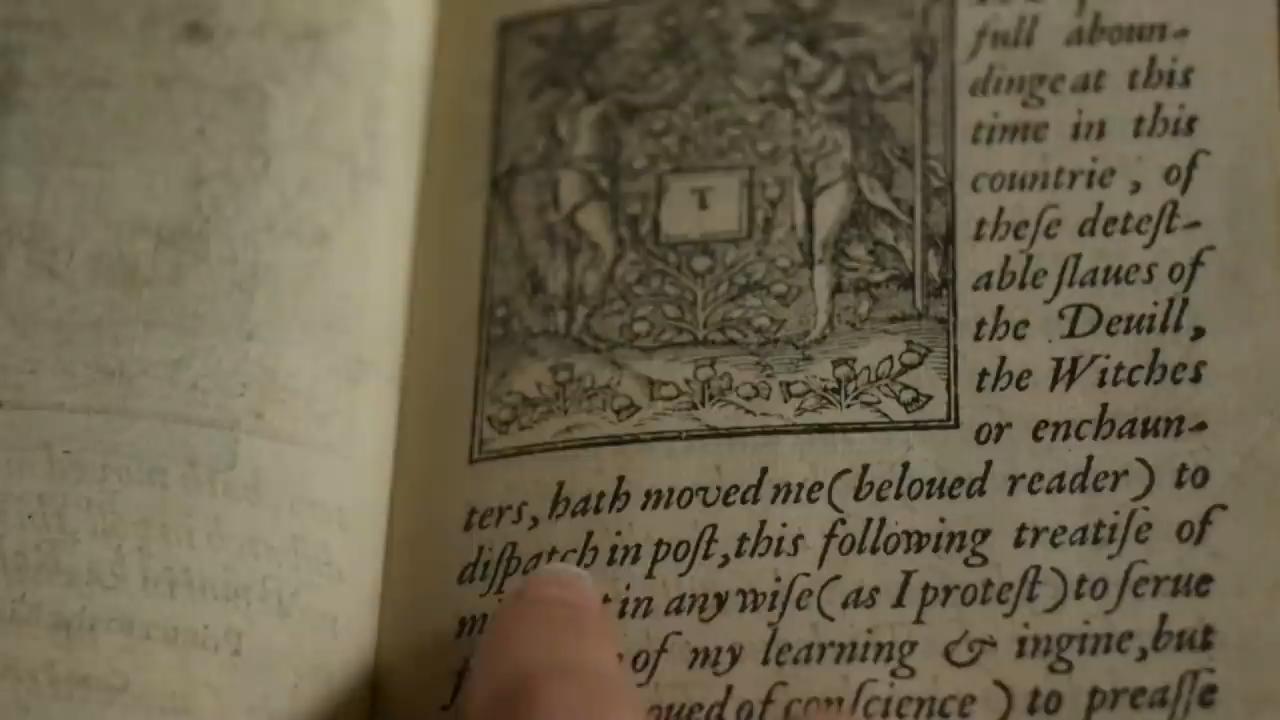 T
full aboun-
dinge at this
time in this
countrie, of
theſe deteſt-
able ſlaues of
the Deuill,
the Witches
or enchaun-
ters, hath moved me (beloued reader) to
diſpatch in poſt, this following treatiſe of
in any wiſe (as I proteſt) to ſerue
of my learning & ingine, but
of conſcience ) to preaſſe